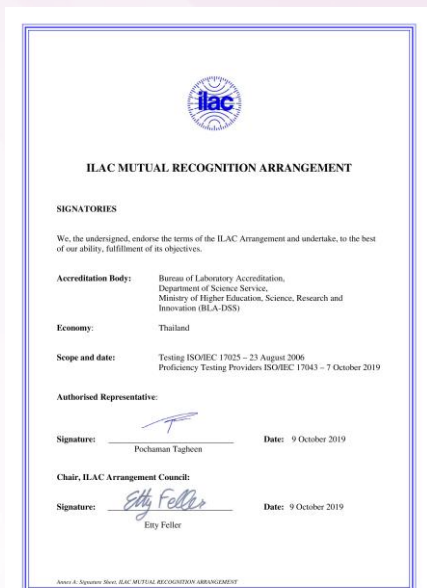 ilac
ILAC MUTUAL RECOGNITION ARRANGEMENT
SIGNATORIES
We, the undersigned, endorse the terms of the ILAC Arrangement and undertake, to the best
of our ability, fulfillment of its objectives.
Accreditation Body: Bureau of Laboratory Accreditation,
Department of Science Service,
Ministry of Higher Education, Science, Research and
Innovation (BLA-DSS)
Economy: Thailand
Scope and date: Testing ISO/IEC 17025 – 23 August 2006
Proficiency Testing Providers ISO/IEC 17043 – 7 October 2019
Authorised Representative:
Signature: Date: 9 October 2019
Pochaman Tagheen
Chair, ILAC Arrangement Council:
Signature: Etty Feller Date: 9 October 2019
Etty Feller
Annex A: Signature Sheet, ILAC MUTUAL RECOGNITION ARRANGEMENT